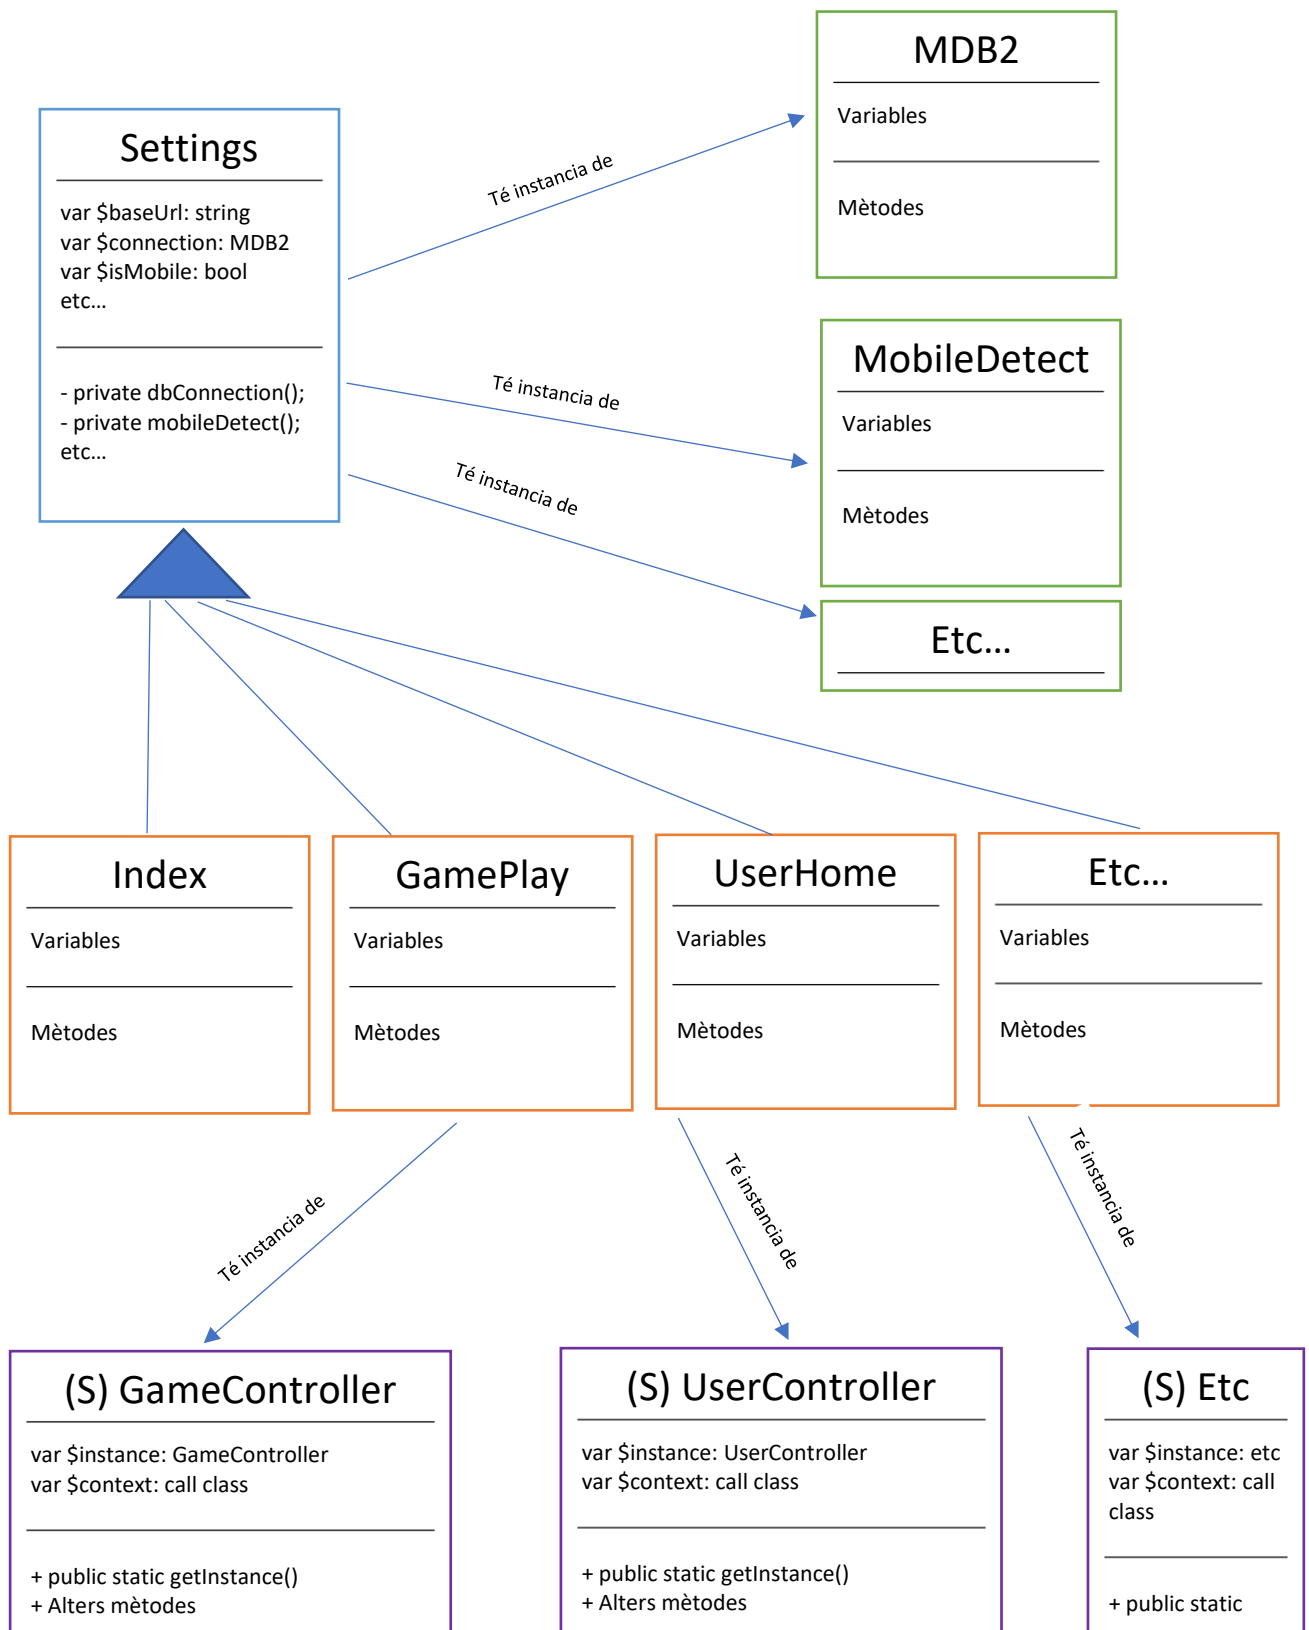 MDB2
Variables
Mètodes
Settings
var $baseUrl: string
var $connection: MDB2
var $isMobile: bool
etc...
- private dbConnection();
- private mobileDetect();
etc...
Té instancia de
Té instancia de
Té instancia de
MobileDetect
Variables
Mètodes
Etc...
Index
Variables
Mètodes
GamePlay
Variables
Mètodes
UserHome
Variables
Mètodes
Etc...
Variables
Mètodes
Té instancia de
Té instancia de
Té instancia de
(S) GameController
var $instance: GameController
var $context: call class
+ public static getInstance()
+ Alters mètodes
(S) UserController
var $instance: UserController
var $context: call class
+ public static getInstance()
+ Alters mètodes
(S) Etc
var $instance: etc
var $context: call
class
+ public static